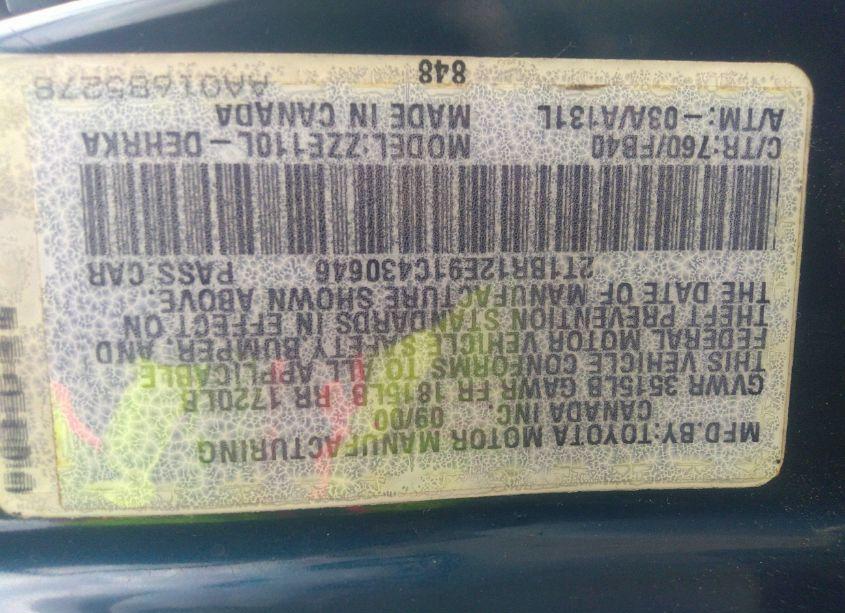 MFD.BY:TOYOTA MOTOR MANUFACTURING
CANADA INC. 09/00
GVWR 3515LB GAWR FR 1815LB RR 1720LB
THIS VEHICLE CONFORMS TO ALL APPLICABLE
FEDERAL MOTOR VEHICLE SAFETY BUMPER, AND
THEFT PREVENTION STANDARDS IN EFFECT ON
THE DATE OF MANUFACTURE SHOWN ABOVE.
2T1BR12E91C430646 PASS CAR
C/TR:760/FB40 MODEL:ZZE110L-DEHRKA
A/TM:-03A/A131L MADE IN CANADA
848 AA0168527B